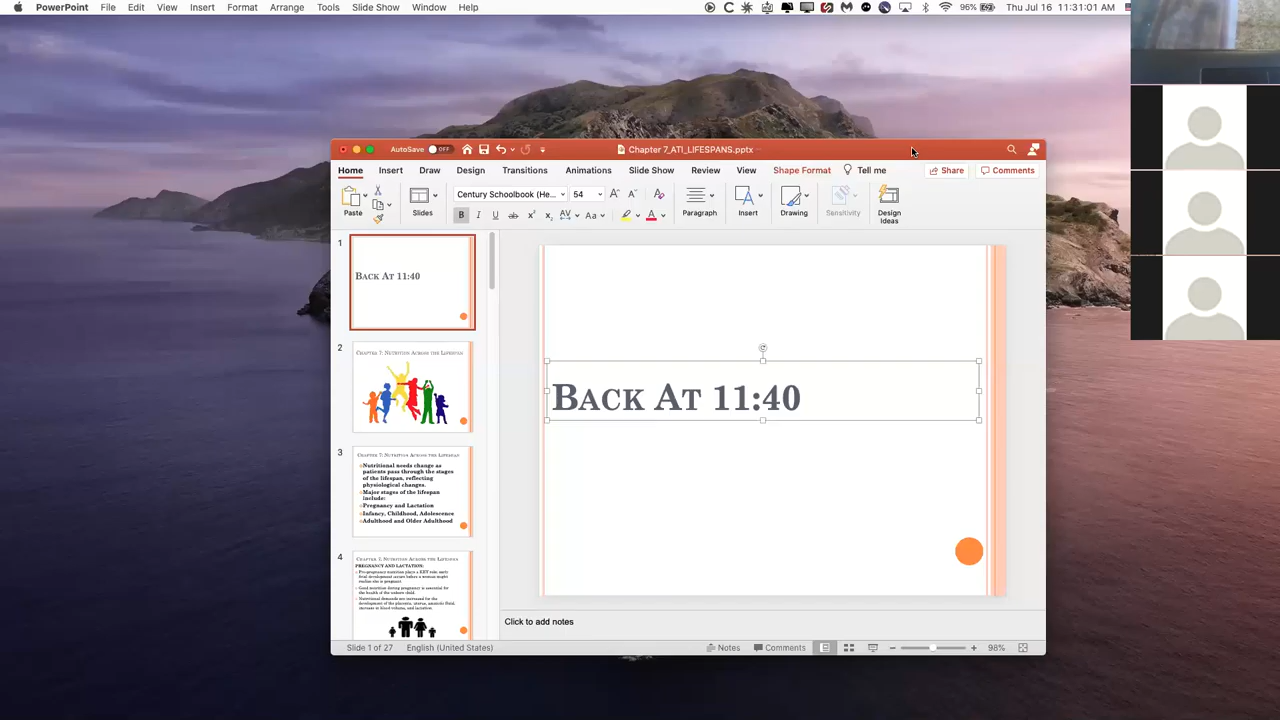 PowerPoint File Edit View Insert Format Arrange Tools Slide Show Window Help 96% Thu Jul 16 11:31:01 AM
AutoSave OFF Chapter 7_ATI_LIFESPANS.pptx
Home Insert Draw Design Transitions Animations Slide Show Review View Shape Format Tell me Share Comments
Century Schoolbook (He... 54
Paste Slides Paragraph Insert Drawing Sensitivity Design Ideas
1
BACK AT 11:40
2
CHAPTER 7: NUTRITION ACROSS THE LIFESPAN
3
CHAPTER 7: NUTRITION ACROSS THE LIFESPAN
Nutritional needs change as
patients pass through the stages
of the lifespan, reflecting
physiological changes.
Major stages of the lifespan
include:
Pregnancy and Lactation
Infancy, Childhood, Adolescence
Adulthood and Older Adulthood
4
CHAPTER 7: NUTRITION ACROSS THE LIFESPAN
PREGNANCY AND LACTATION:
BACK AT 11:40
Click to add notes
Slide 1 of 27 English (United States) Notes Comments 98%